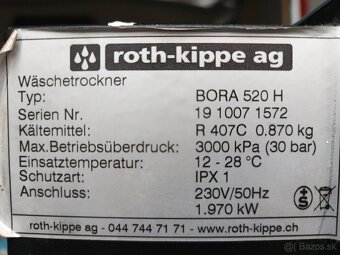 roth-kippe ag
Wäschetrockner
Typ: BORA 520 H
Serien Nr. 19 1007 1572
Kältemittel: R 407C 0.870 kg
Max.Betriebsüberdruck: 3000 kPa (30 bar)
Einsatztemperatur: 12 - 28 °C
Schutzart: IPX 1
Anschluss: 230V/50Hz
1.970 kW
roth-kippe ag - 044 744 71 71 - www.roth-kippe.ch
Bazos.sk